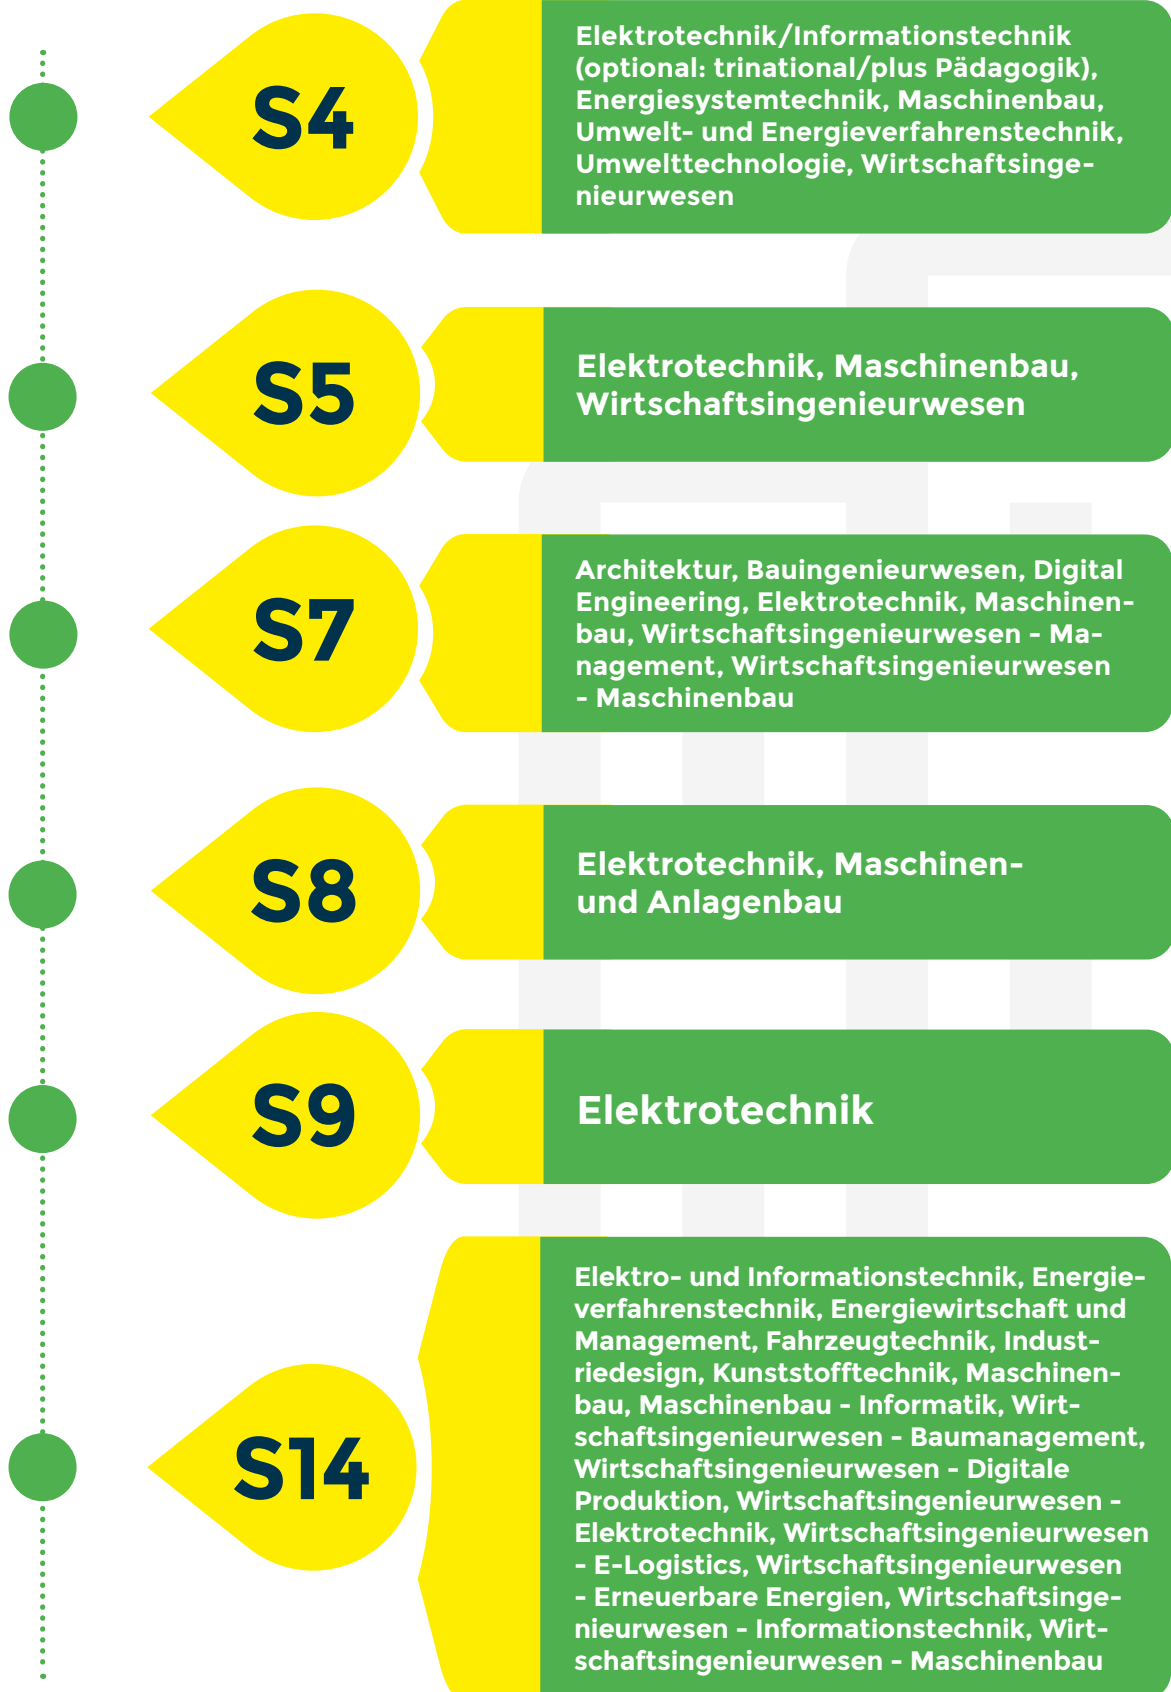 S4
Elektrotechnik/Informationstechnik
(optional: trinational/plus Pädagogik),
Energiesystemtechnik, Maschinenbau,
Umwelt- und Energieverfahrenstechnik,
Umwelttechnologie, Wirtschaftsinge-
nieurwesen
S5
Elektrotechnik, Maschinenbau,
Wirtschaftsingenieurwesen
S7
Architektur, Bauingenieurwesen, Digital
Engineering, Elektrotechnik, Maschinen-
bau, Wirtschaftsingenieurwesen - Ma-
nagement, Wirtschaftsingenieurwesen
- Maschinenbau
S8
Elektrotechnik, Maschinen-
und Anlagenbau
S9
Elektrotechnik
S14
Elektro- und Informationstechnik, Energie-
verfahrenstechnik, Energiewirtschaft und
Management, Fahrzeugtechnik, Indust-
riedesign, Kunststofftechnik, Maschinen-
bau, Maschinenbau - Informatik, Wirt-
schaftsingenieurwesen - Baumanagement,
Wirtschaftsingenieurwesen - Digitale
Produktion, Wirtschaftsingenieurwesen -
Elektrotechnik, Wirtschaftsingenieurwesen
- E-Logistics, Wirtschaftsingenieurwesen
- Erneuerbare Energien, Wirtschaftsinge-
nieurwesen - Informationstechnik, Wirt-
schaftsingenieurwesen - Maschinenbau